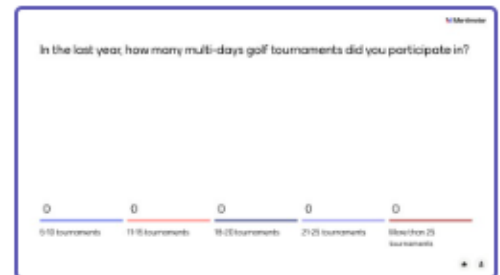 Mentimeter
In the last year, how many multi-days golf tournaments did you participate in?
0 0 0 0 0
5-10 tournaments 11-15 tournaments 16-20 tournaments 21-25 tournaments More than 25
tournaments